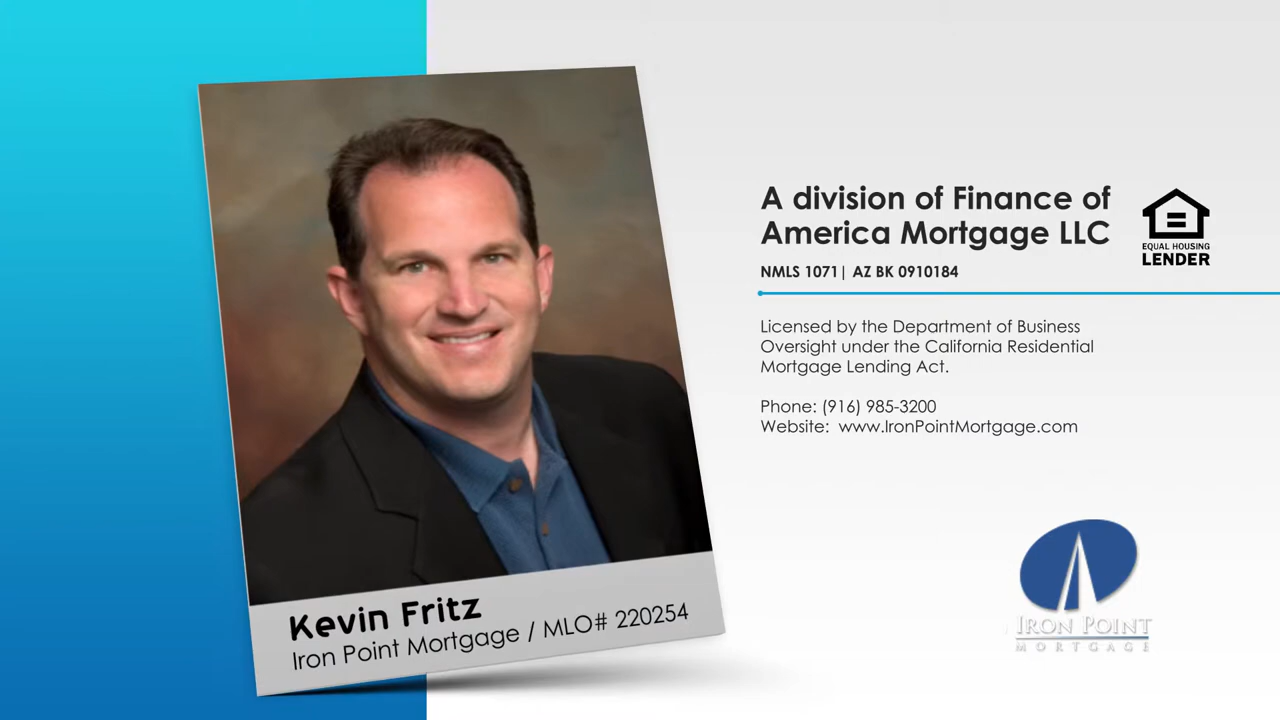 A division of Finance of
America Mortgage LLC
NMLS 1071| AZ BK 0910184
EQUAL HOUSING
LENDER
Licensed by the Department of Business
Oversight under the California Residential
Mortgage Lending Act.
Phone: (916) 985-3200
Website: www.IronPointMortgage.com
Kevin Fritz
Iron Point Mortgage / MLO# 220254
IRON POINT
MORTGAGE